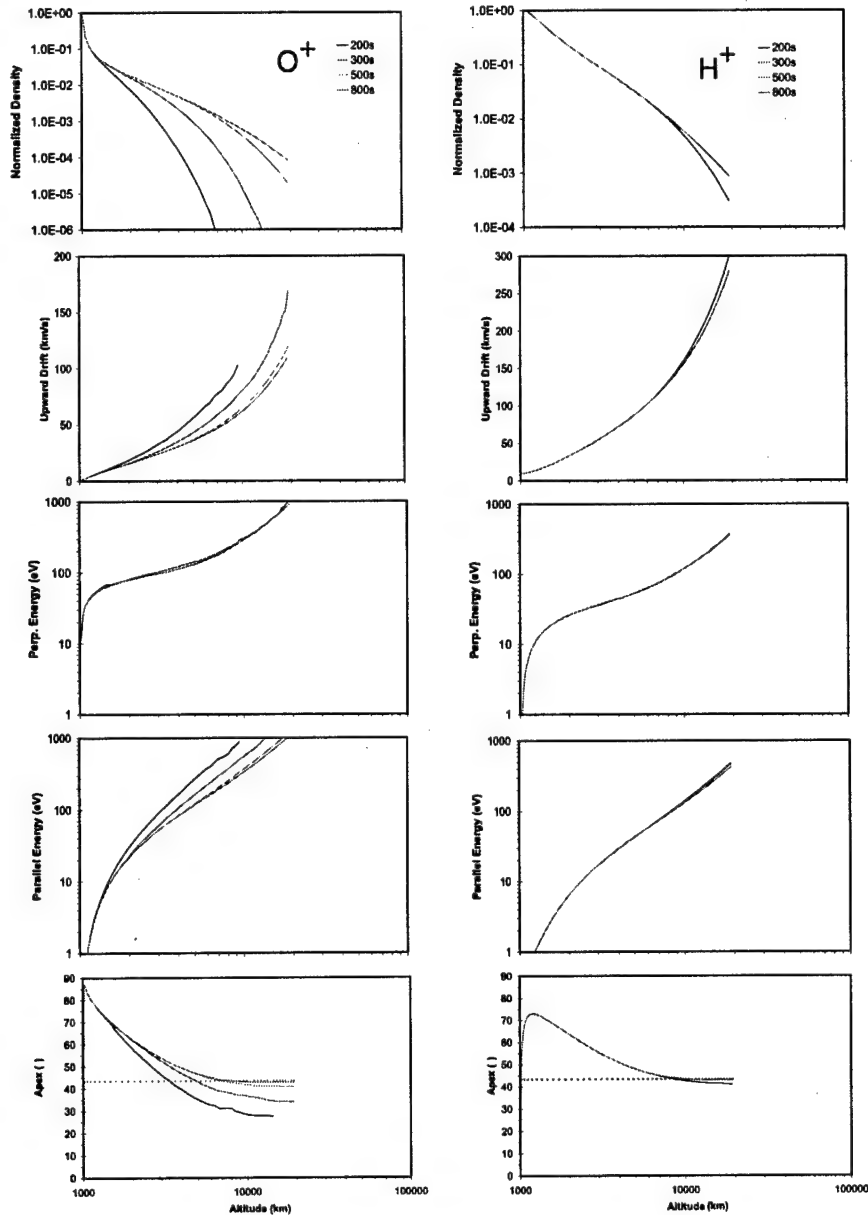 O+
200s
300s
500s
800s
Normalized Density
1.0E+00
1.0E-01
1.0E-02
1.0E-03
1.0E-04
1.0E-05
1.0E-06
H+
200s
300s
500s
800s
Normalized Density
1.0E+00
1.0E-01
1.0E-02
1.0E-03
1.0E-04
Upward Drift (km/s)
200
150
100
50
0
Upward Drift (km/s)
300
250
200
150
100
50
0
Perp. Energy (eV)
1000
100
10
1
Perp. Energy (eV)
1000
100
10
1
Parallel Energy (eV)
1000
100
10
1
Parallel Energy (eV)
1000
100
10
1
Apex ( )
90
80
70
60
50
40
30
20
10
0
1000
10000
100000
Altitude (km)
Apex ( )
90
80
70
60
50
40
30
20
10
0
1000
10000
100000
Altitude (km)